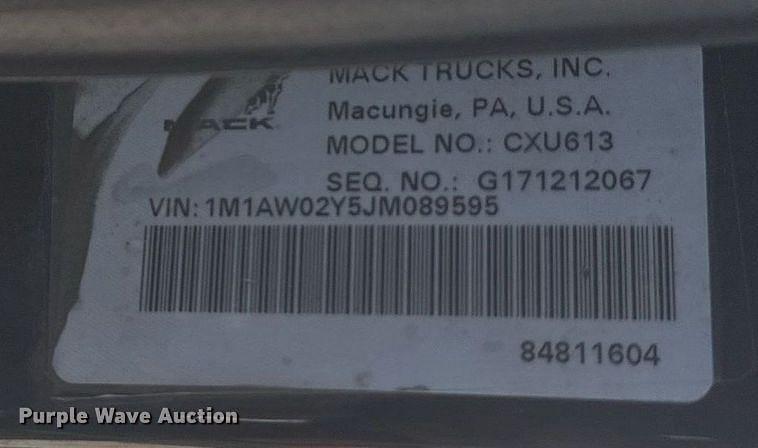 MACK TRUCKS, INC.
Macungie, PA, U.S.A.
MACK
MODEL NO.: CXU613
SEQ. NO.: G171212067
VIN: 1M1AW02Y5JM089595
84811604
Purple Wave Auction